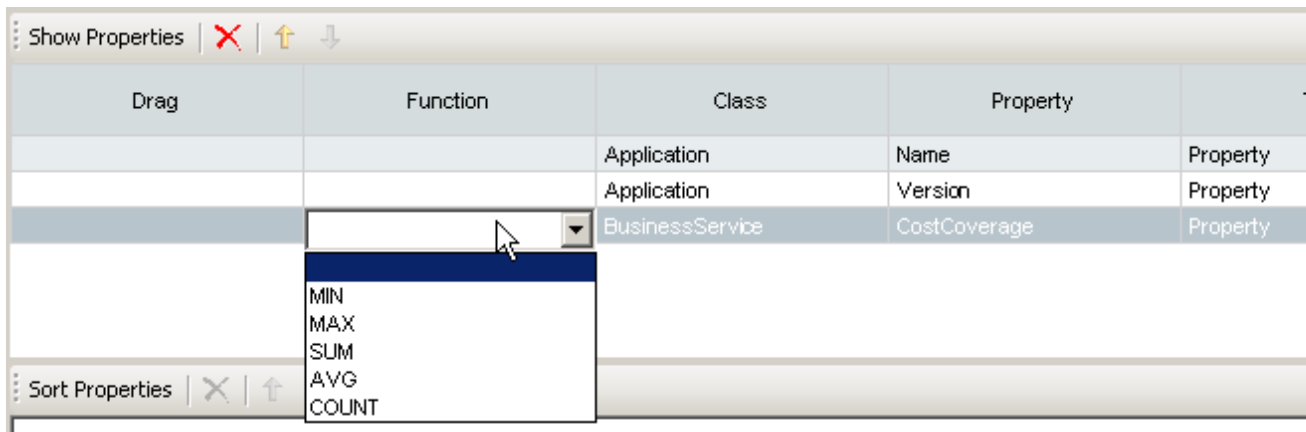 Show Properties
Drag Function Class Property
Application Name Property
Application Version Property
BusinessService CostCoverage Property
MIN
MAX
SUM
AVG
COUNT
Sort Properties